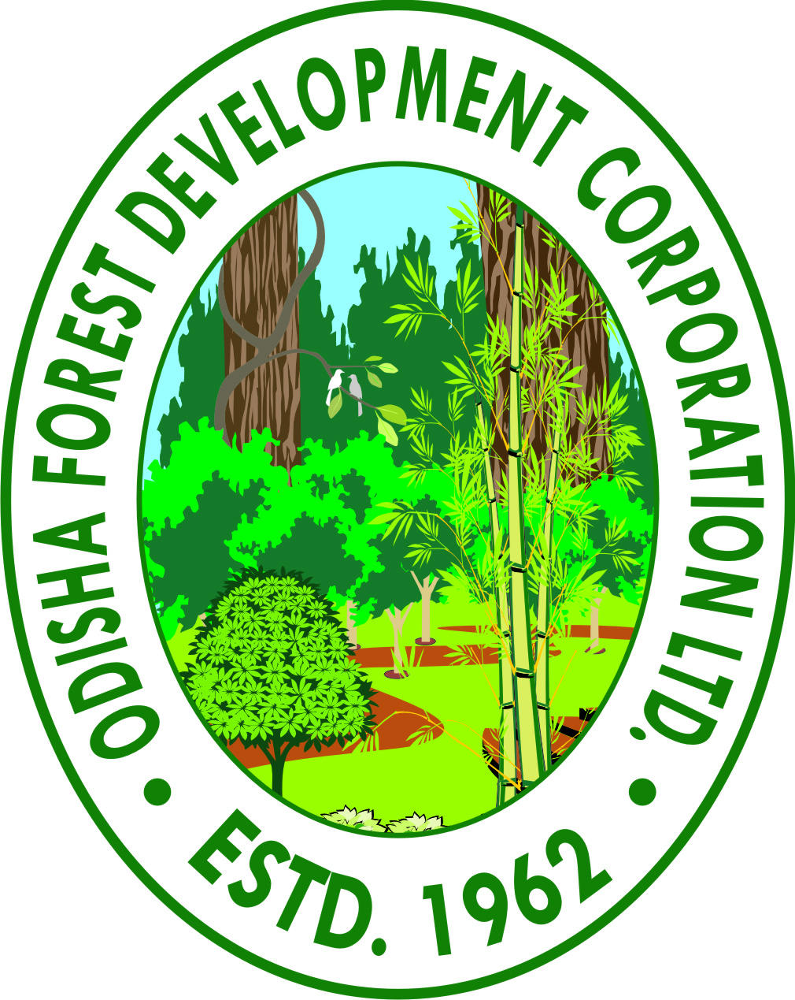 ODISHA FOREST DEVELOPMENT CORPORATION LTD.
ESTD. 1962